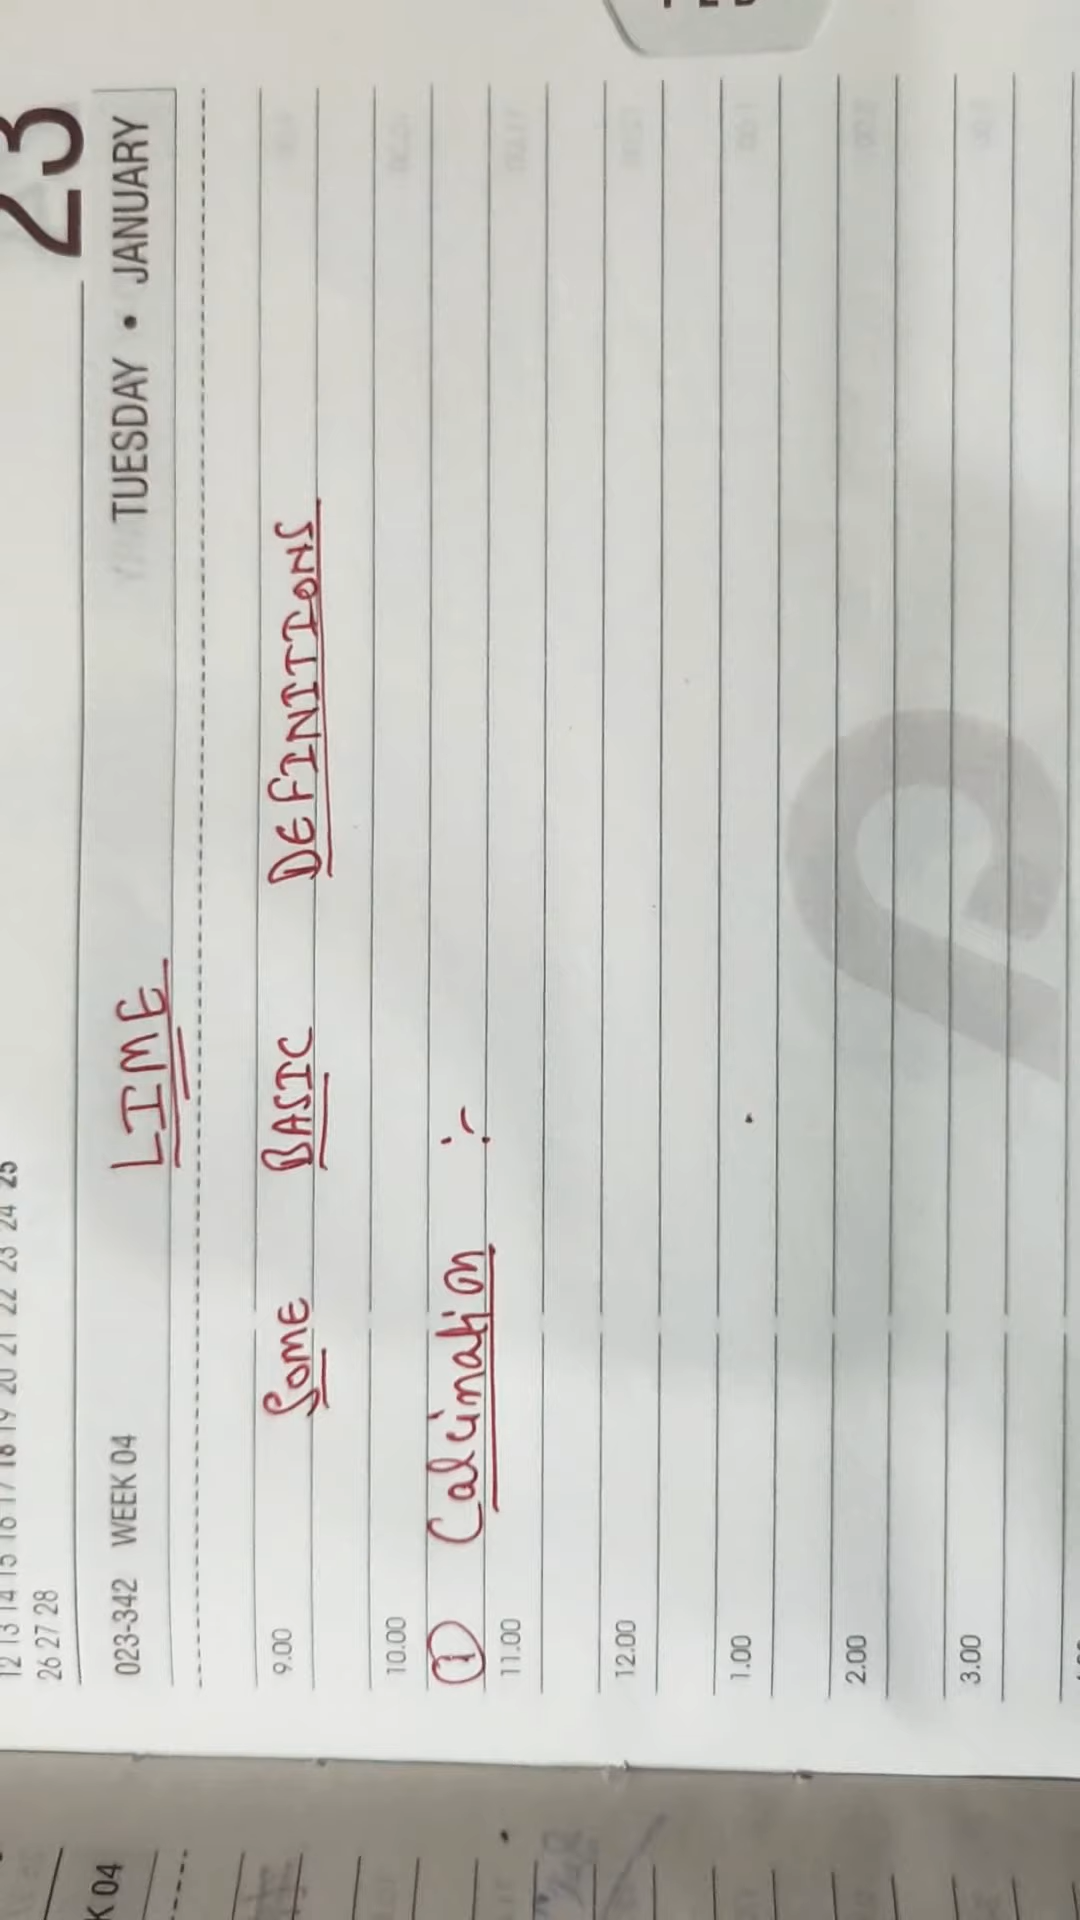 23
12 13 14 15 16 17 18 19 20 21 22 23 24 25
26 27 28
023-342 WEEK 04 TUESDAY • JANUARY
LIME
9.00
SOME BASIC DEFINITIONS
10.00
① Calcination :-
11.00
12.00
1.00
2.00
3.00
K 04